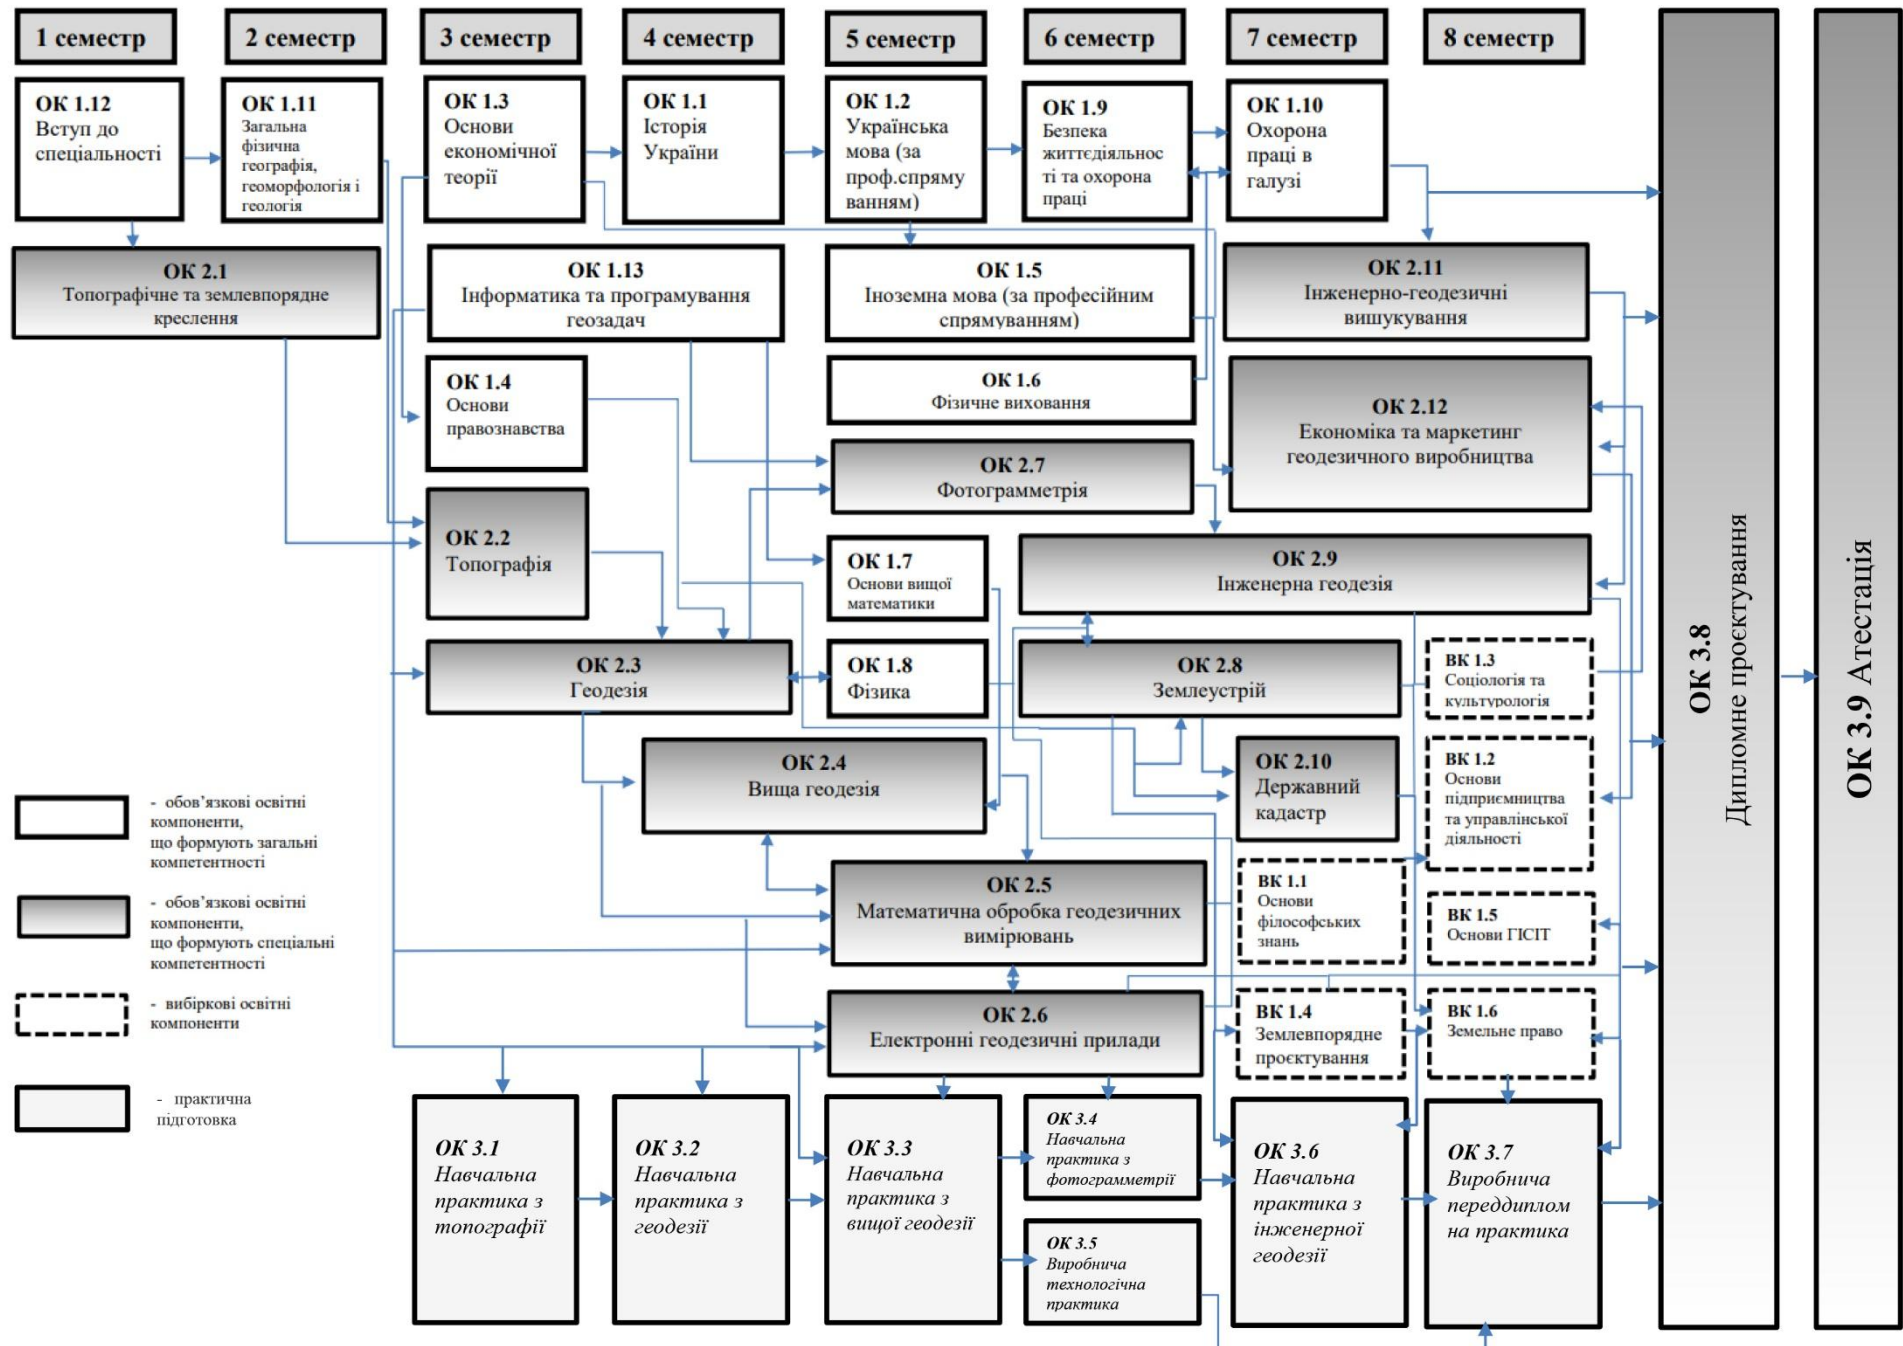 1 семестр
2 семестр
3 семестр
4 семестр
5 семестр
6 семестр
7 семестр
8 семестр
ОК 1.12
Вступ до
спеціальності
ОК 1.11
Загальна
фізична
географія,
геоморфологія і
геологія
ОК 1.3
Основи
економічної
теорії
ОК 1.1
Історія
України
ОК 1.2
Українська
мова (за
проф.спряму
ванням)
ОК 1.9
Безпека
життєдіяльнос
ті та охорона
праці
ОК 1.10
Охорона
праці в
галузі
ОК 2.1
Топографічне та землевпорядне
креслення
ОК 1.13
Інформатика та програмування
геозадач
ОК 1.5
Іноземна мова (за професійним
спрямуванням)
ОК 2.11
Інженерно-геодезичні
вишукування
ОК 1.4
Основи
правознавства
ОК 1.6
Фізичне виховання
ОК 2.12
Економіка та маркетинг
геодезичного виробництва
ОК 2.7
Фотограмметрія
ОК 2.2
Топографія
ОК 1.7
Основи вищої
математики
ОК 2.9
Інженерна геодезія
ОК 2.3
Геодезія
ОК 1.8
Фізика
ОК 2.8
Землеустрій
ВК 1.3
Соціологія та
культурологія
ОК 2.4
Вища геодезія
ОК 2.10
Державний
кадастр
ВК 1.2
Основи
підприємництва
та управлінської
діяльності
ОК 2.5
Математична обробка геодезичних
вимірювань
ВК 1.1
Основи
філософських
знань
ВК 1.5
Основи ГІСІТ
ОК 2.6
Електронні геодезичні прилади
ВК 1.4
Землевпорядне
проєктування
ВК 1.6
Земельне право
ОК 3.1
Навчальна
практика з
топографії
ОК 3.2
Навчальна
практика з
геодезії
ОК 3.3
Навчальна
практика з
вищої геодезії
ОК 3.4
Навчальна
практика з
фотограмметрії
ОК 3.5
Виробнича
технологічна
практика
ОК 3.6
Навчальна
практика з
інженерної
геодезії
ОК 3.7
Виробнича
переддиплом
на практика
ОК 3.8
Дипломне проєктування
ОК 3.9 Атестація
- обов’язкові освітні
компоненти,
що формують загальні
компетентності
- обов’язкові освітні
компоненти,
що формують спеціальні
компетентності
- вибіркові освітні
компоненти
- практична
підготовка